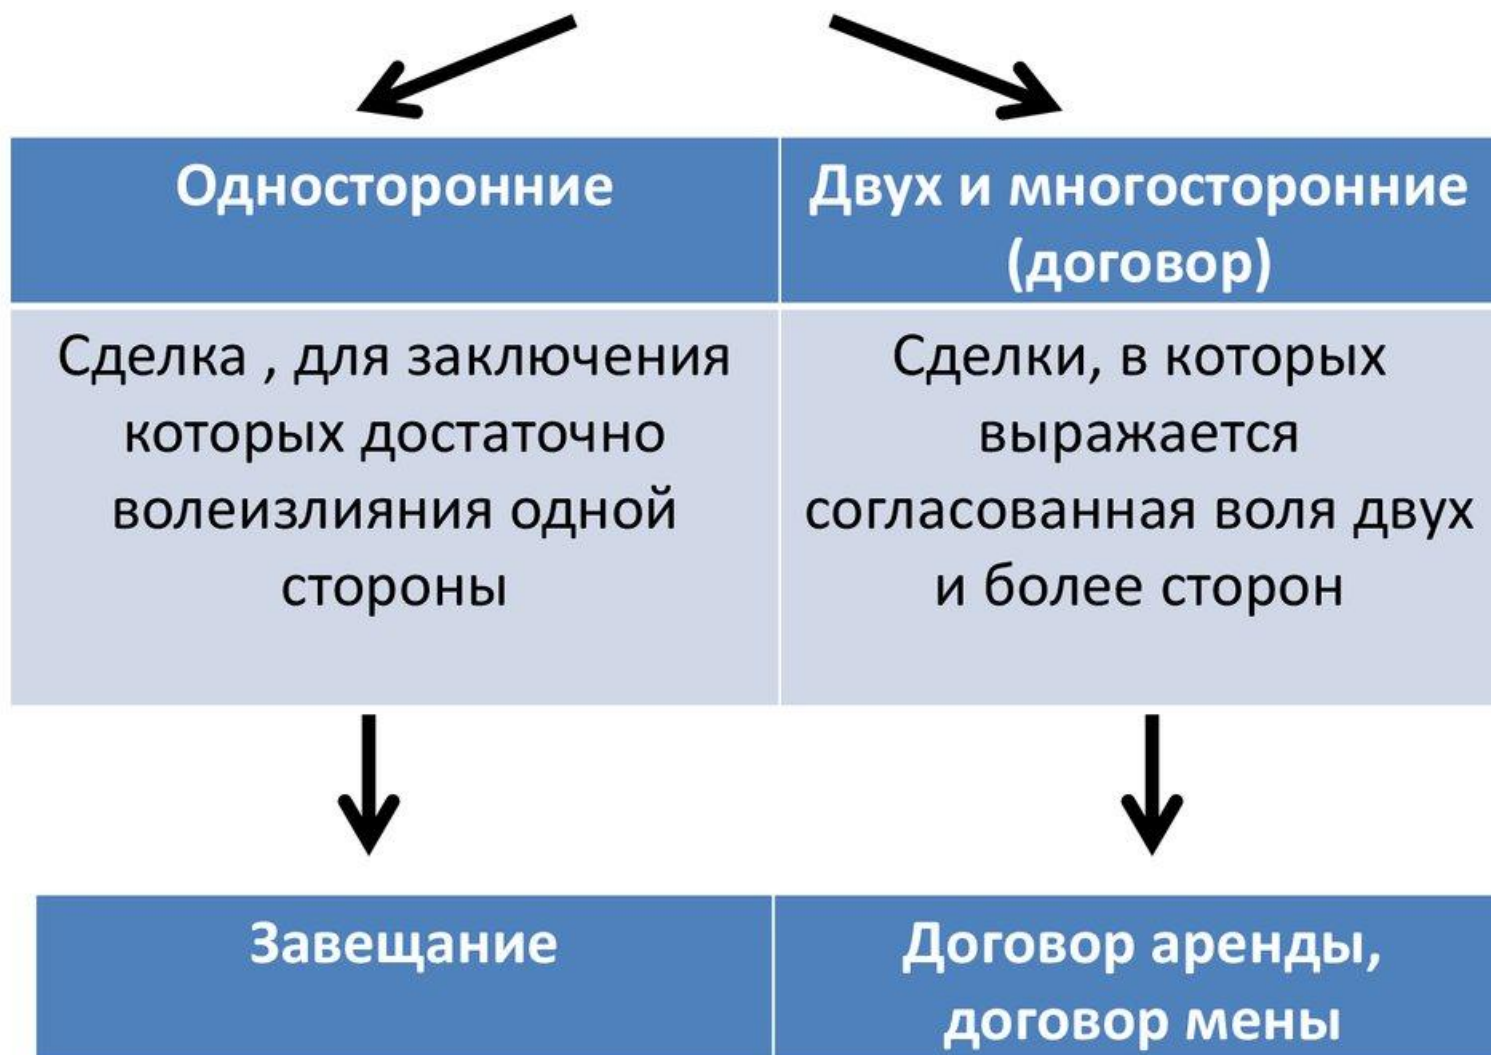 Односторонние
Двух и многосторонние
(договор)
Сделка , для заключения
которых достаточно
волеизлияния одной
стороны
Сделки, в которых
выражается
согласованная воля двух
и более сторон
Завещание
Договор аренды,
договор мены